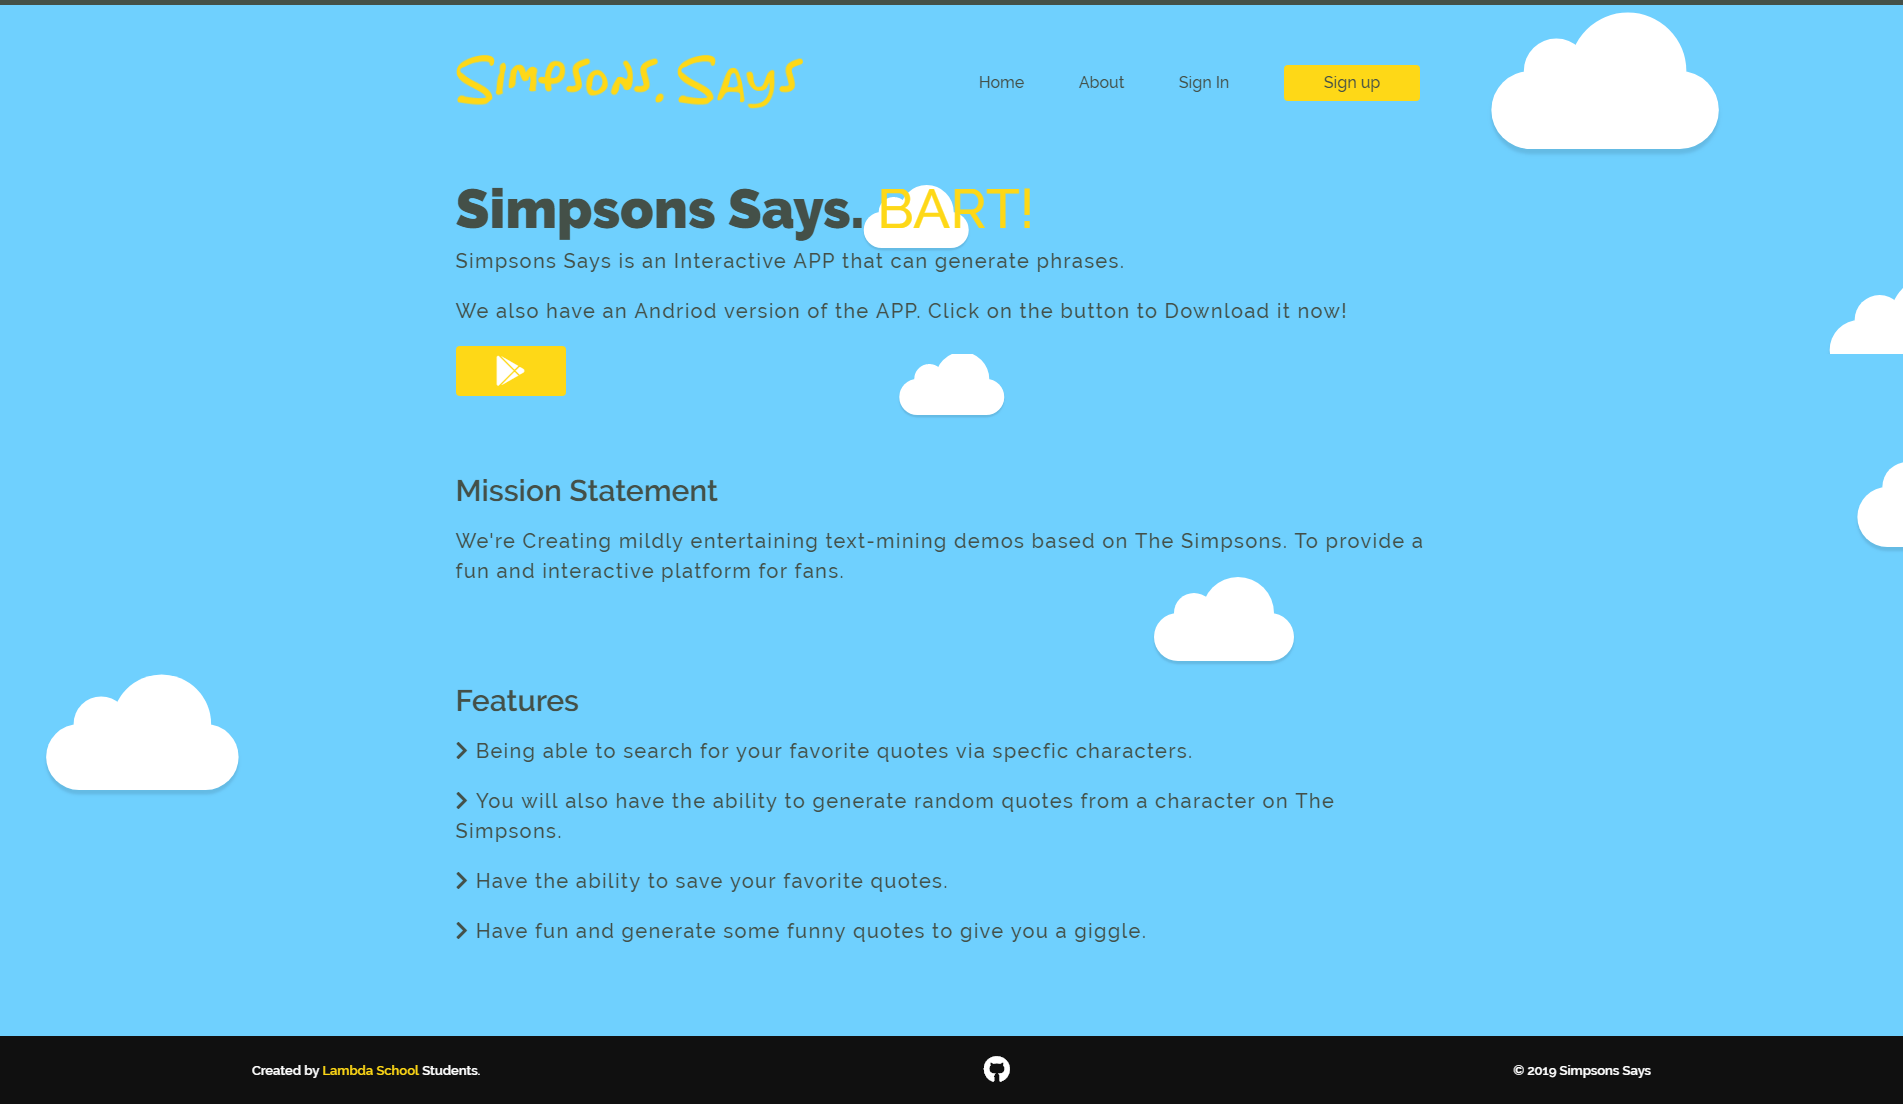 Simpsons. Says
Home About Sign In Sign up
Simpsons Says. BART!
Simpsons Says is an Interactive APP that can generate phrases.
We also have an Andriod version of the APP. Click on the button to Download it now!
Mission Statement
We're Creating mildly entertaining text-mining demos based on The Simpsons. To provide a
fun and interactive platform for fans.
Features
Being able to search for your favorite quotes via specfic characters.
You will also have the ability to generate random quotes from a character on The
Simpsons.
Have the ability to save your favorite quotes.
Have fun and generate some funny quotes to give you a giggle.
Created by Lambda School Students.
© 2019 Simpsons Says